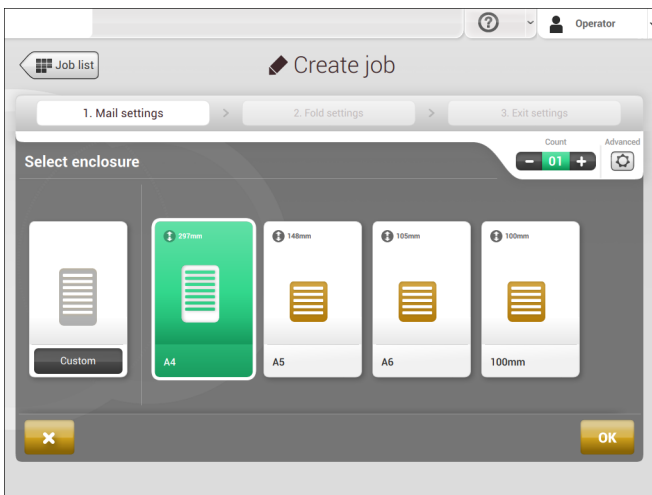 ?
Operator
Job list
Create job
1. Mail settings
>
2. Fold settings
>
3. Exit settings
Select enclosure
Count
Advanced
- 01 +
297mm
148mm
105mm
100mm
Custom
A4
A5
A6
100mm
OK